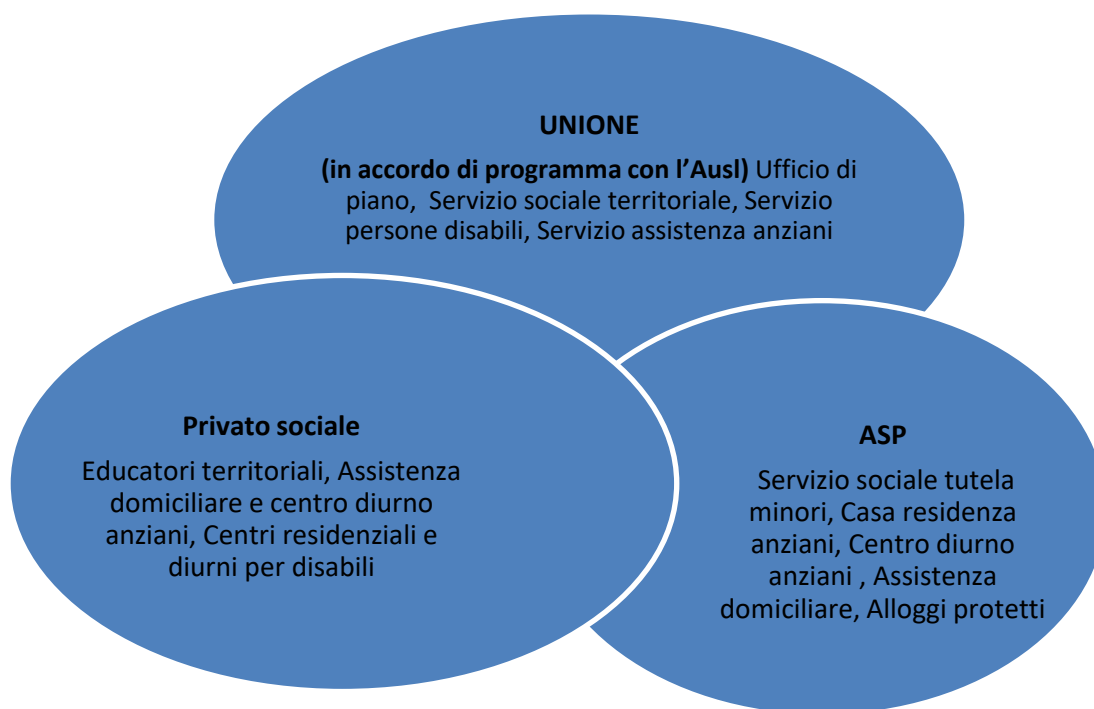 UNIONE
(in accordo di programma con l’Ausl) Ufficio di
piano,  Servizio sociale territoriale, Servizio
persone disabili, Servizio assistenza anziani
Privato sociale
Educatori territoriali, Assistenza
domiciliare e centro diurno
anziani, Centri residenziali e
diurni per disabili
ASP
Servizio sociale tutela
minori, Casa residenza
anziani, Centro diurno
anziani , Assistenza
domiciliare, Alloggi protetti